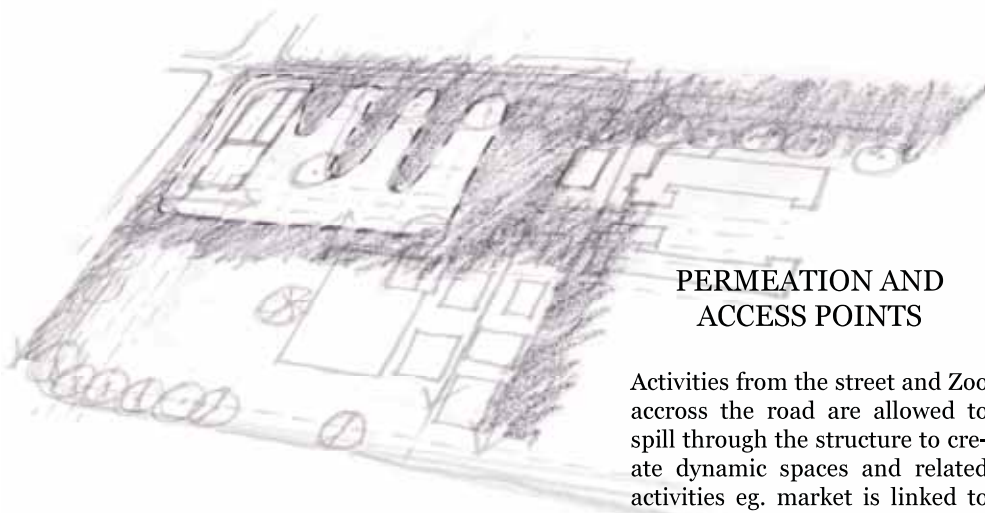 PERMEATION AND
ACCESS POINTS
Activities from the street and Zoo
accross the road are allowed to
spill through the structure to cre-
ate dynamic spaces and related
activities eg. market is linked to